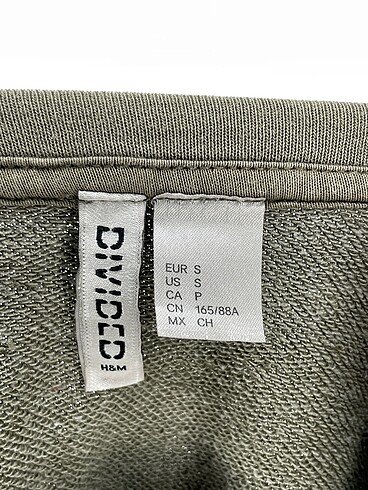 DIVIDED
H&M
EUR S
US S
CA P
CN 165/88A
MX CH